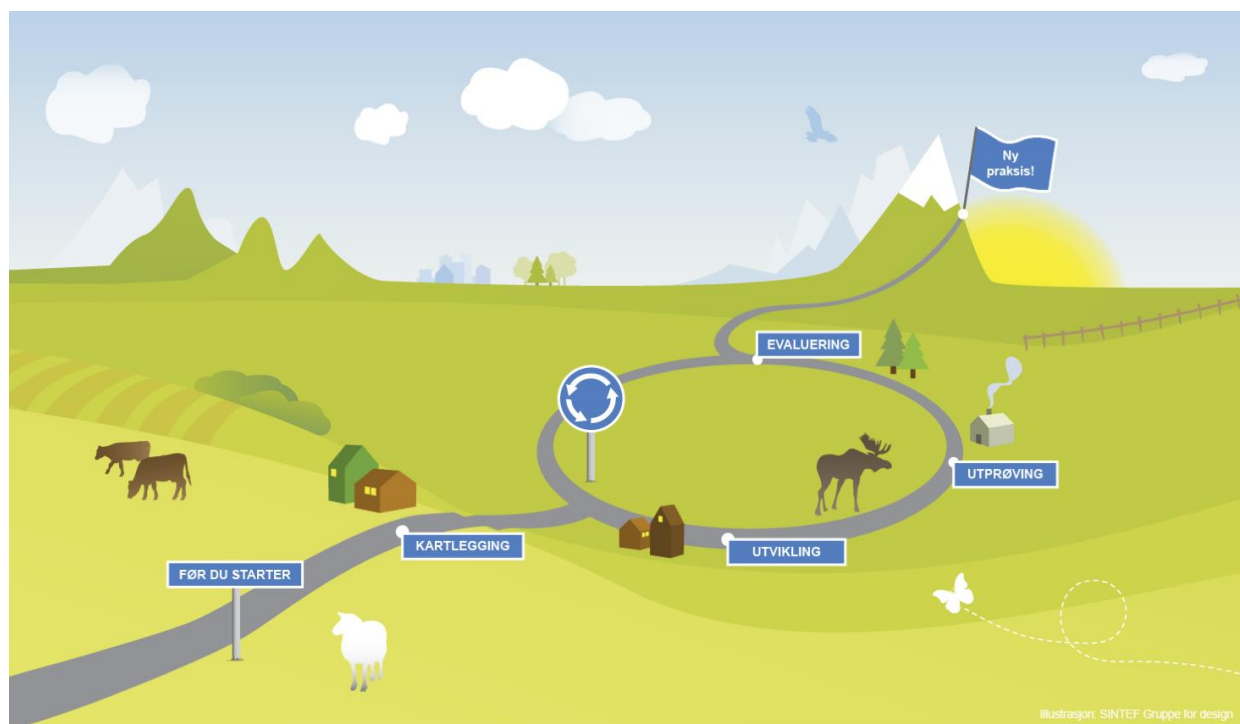 Ny
praksis!
EVALUERING
UTPRØVING
UTVIKLING
KARTLEGGING
FØR DU STARTER
Illustrasjon: SINTEF Gruppe for design